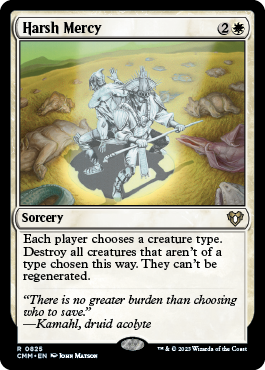 Harsh Mercy 2
Sorcery
Each player chooses a creature type.
Destroy all creatures that aren't of a
type chosen this way. They can't be
regenerated.
“There is no greater burden than choosing
who to save.”
—Kamahl, druid acolyte
R 0825
CMM • EN John Matson
™ & © 2023 Wizards of the Coast